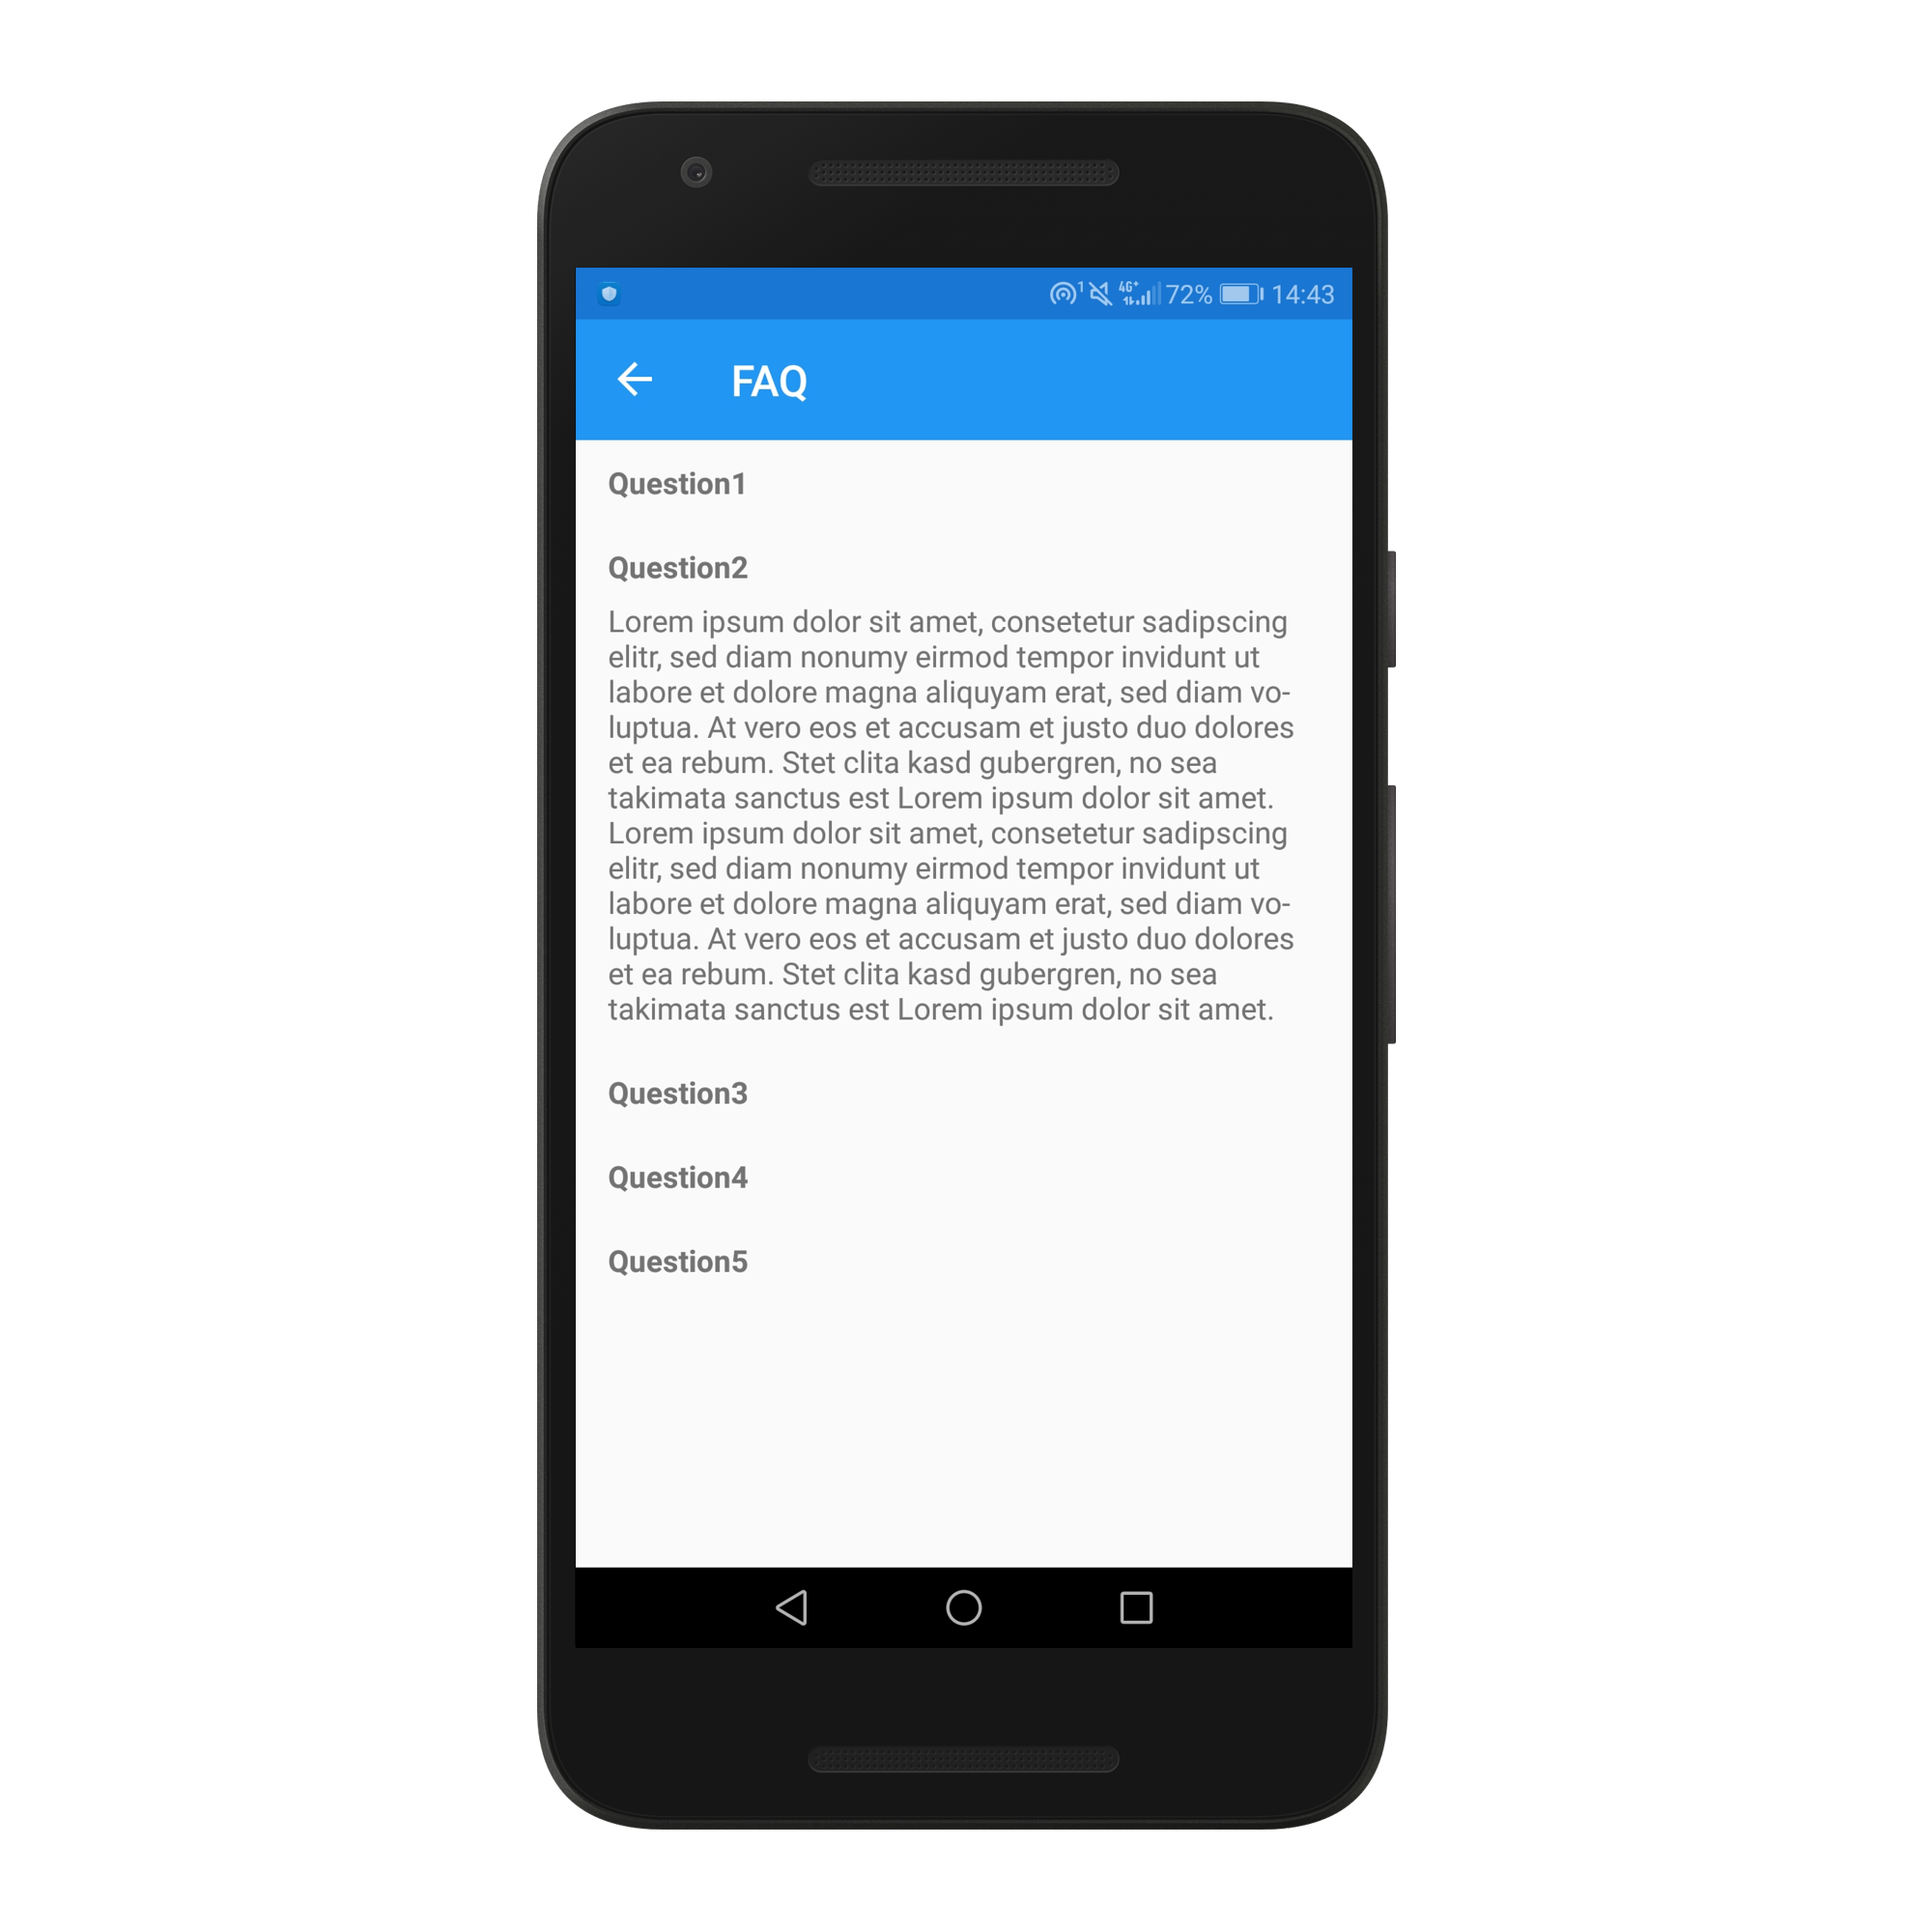 1 4G+ 72% 14:43
FAQ
Question1
Question2
Lorem ipsum dolor sit amet, consetetur sadipscing
elitr, sed diam nonumy eirmod tempor invidunt ut
labore et dolore magna aliquyam erat, sed diam vo-
luptua. At vero eos et accusam et justo duo dolores
et ea rebum. Stet clita kasd gubergren, no sea
takimata sanctus est Lorem ipsum dolor sit amet.
Lorem ipsum dolor sit amet, consetetur sadipscing
elitr, sed diam nonumy eirmod tempor invidunt ut
labore et dolore magna aliquyam erat, sed diam vo-
luptua. At vero eos et accusam et justo duo dolores
et ea rebum. Stet clita kasd gubergren, no sea
takimata sanctus est Lorem ipsum dolor sit amet.
Question3
Question4
Question5